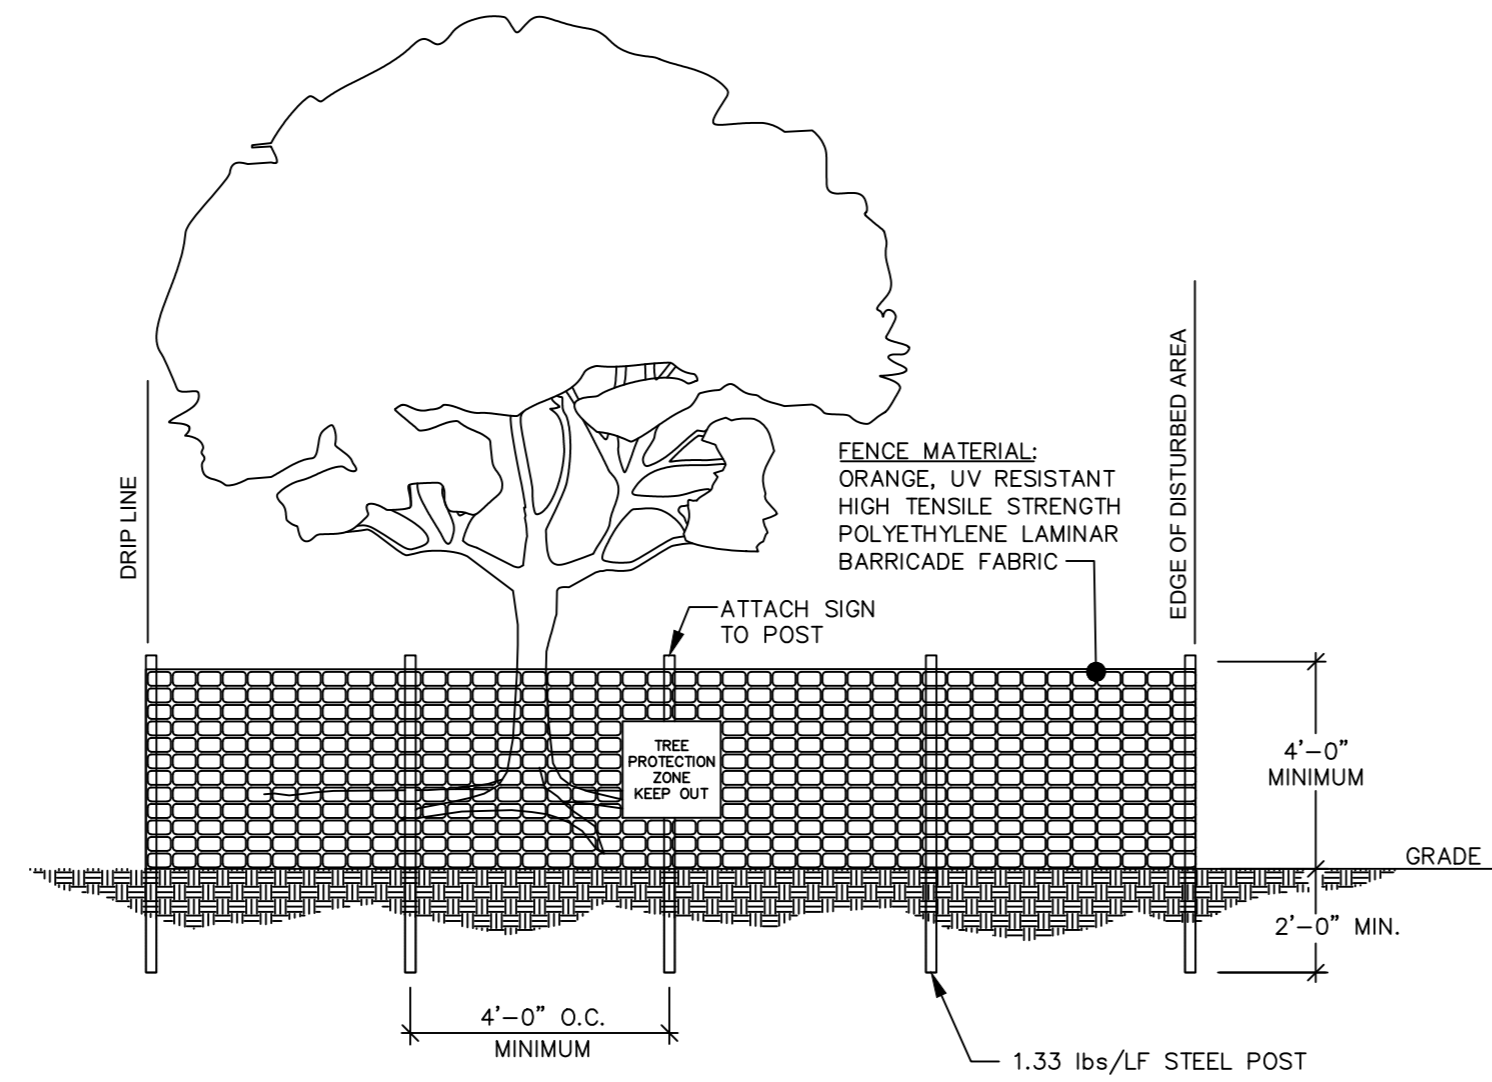 DRIP LINE
EDGE OF DISTURBED AREA
FENCE MATERIAL:
ORANGE, UV RESISTANT
HIGH TENSILE STRENGTH
POLYETHYLENE LAMINAR
BARRICADE FABRIC
ATTACH SIGN
TO POST
TREE
PROTECTION
ZONE
KEEP OUT
4'-0"
MINIMUM
GRADE
2'-0" MIN.
4'-0" O.C.
MINIMUM
1.33 lbs/LF STEEL POST